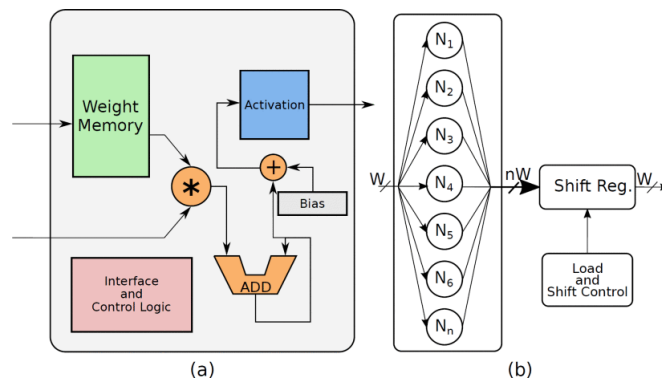 Weight
Memory
Activation
*
+
Bias
ADD
Interface
and
Control Logic
(a)
W
N1
N2
N3
N4
N5
N6
Nn
nW
Shift Reg.
W
Load
and
Shift Control
(b)